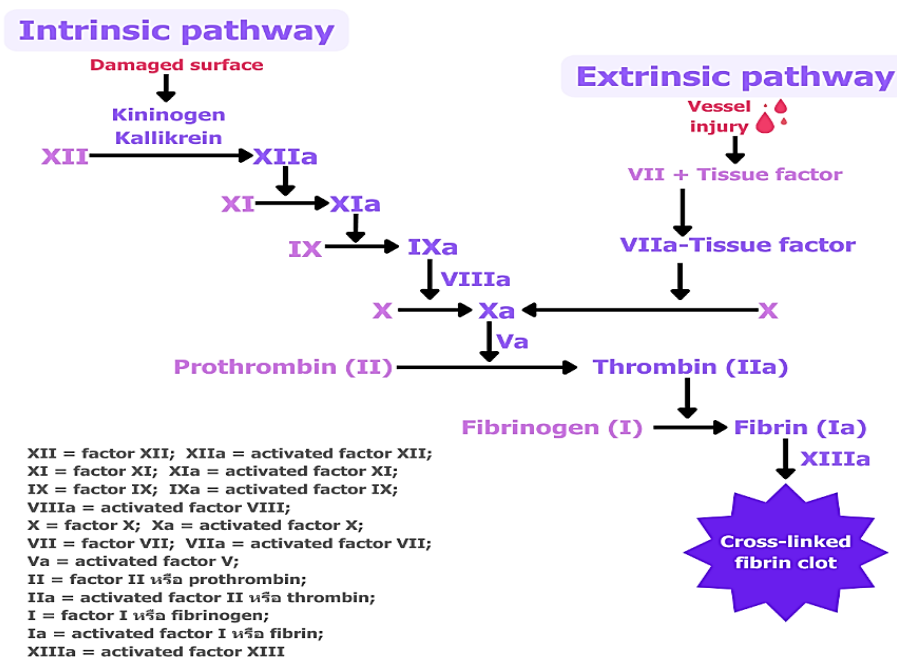 Intrinsic pathway
Damaged surface
Kininogen
Kallikrein
XII
XIIa
XI
XIa
IX
IXa
VIIIa
Extrinsic pathway
Vessel
injury
VII + Tissue factor
VIIa-Tissue factor
X
Xa
X
Va
Prothrombin (II)
Thrombin (IIa)
Fibrinogen (I)
Fibrin (Ia)
XIIIa
Cross-linked
fibrin clot
XII = factor XII; XIIa = activated factor XII;
XI = factor XI; XIa = activated factor XI;
IX = factor IX; IXa = activated factor IX;
VIIIa = activated factor VIII;
X = factor X; Xa = activated factor X;
VII = factor VII; VIIa = activated factor VII;
Va = activated factor V;
II = factor II หรือ prothrombin;
IIa = activated factor II หรือ thrombin;
I = factor I หรือ fibrinogen;
Ia = activated factor I หรือ fibrin;
XIIIa = activated factor XIII